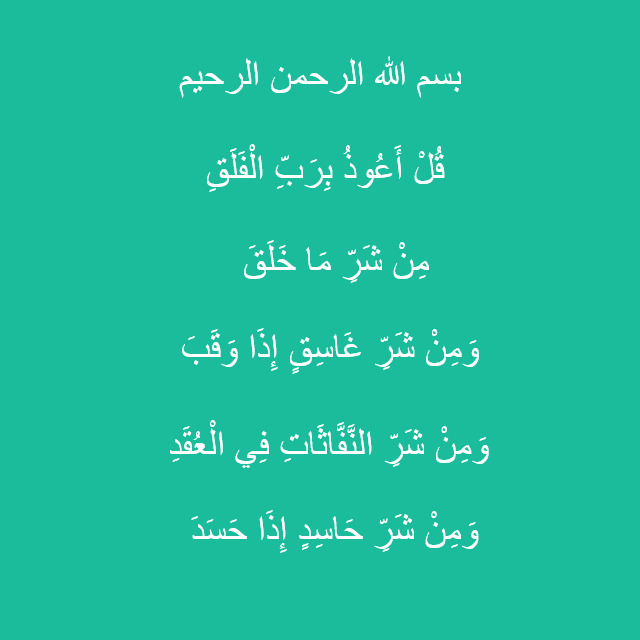 بسم الله الرحمن الرحيم
قُلْ أَعُوذُ بِرَبِّ الْفَلَقِ
مِنْ شَرِّ مَا خَلَقَ
وَمِنْ شَرِّ غَاسِقٍ إِذَا وَقَبَ
وَمِنْ شَرِّ النَّفَّاثَاتِ فِي الْعُقَدِ
وَمِنْ شَرِّ حَاسِدٍ إِذَا حَسَدَ